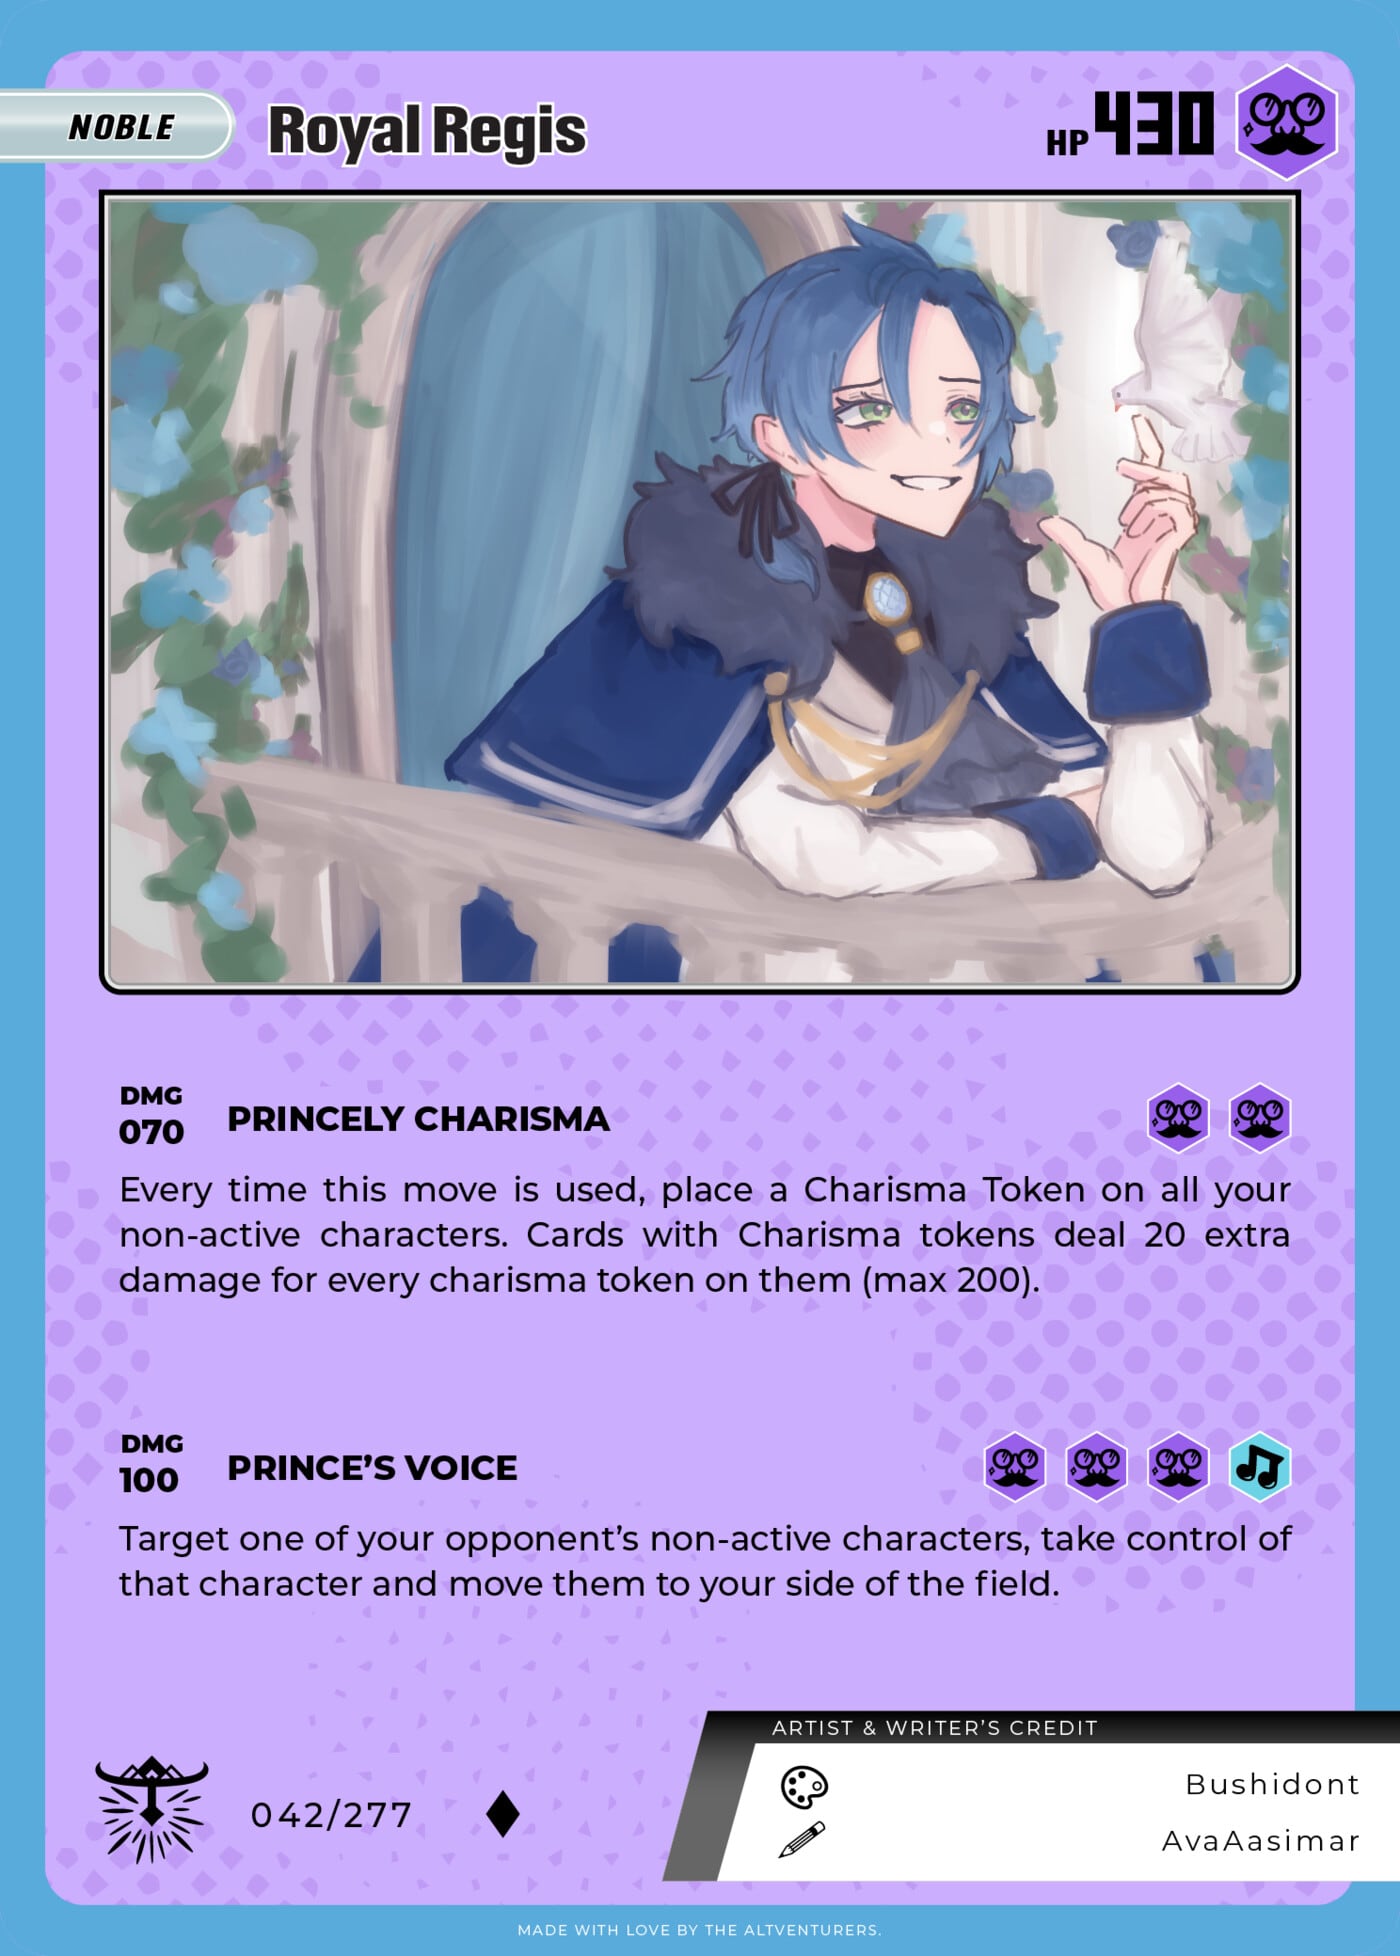 NOBLE
Royal Regis
HP 430
DMG
070
PRINCELY CHARISMA
Every time this move is used, place a Charisma Token on all your
non-active characters. Cards with Charisma tokens deal 20 extra
damage for every charisma token on them (max 200).
DMG
100
PRINCE’S VOICE
Target one of your opponent’s non-active characters, take control of
that character and move them to your side of the field.
ARTIST & WRITER’S CREDIT
Bushidont
AvaAasimar
042/277
MADE WITH LOVE BY THE ALTVENTURERS.